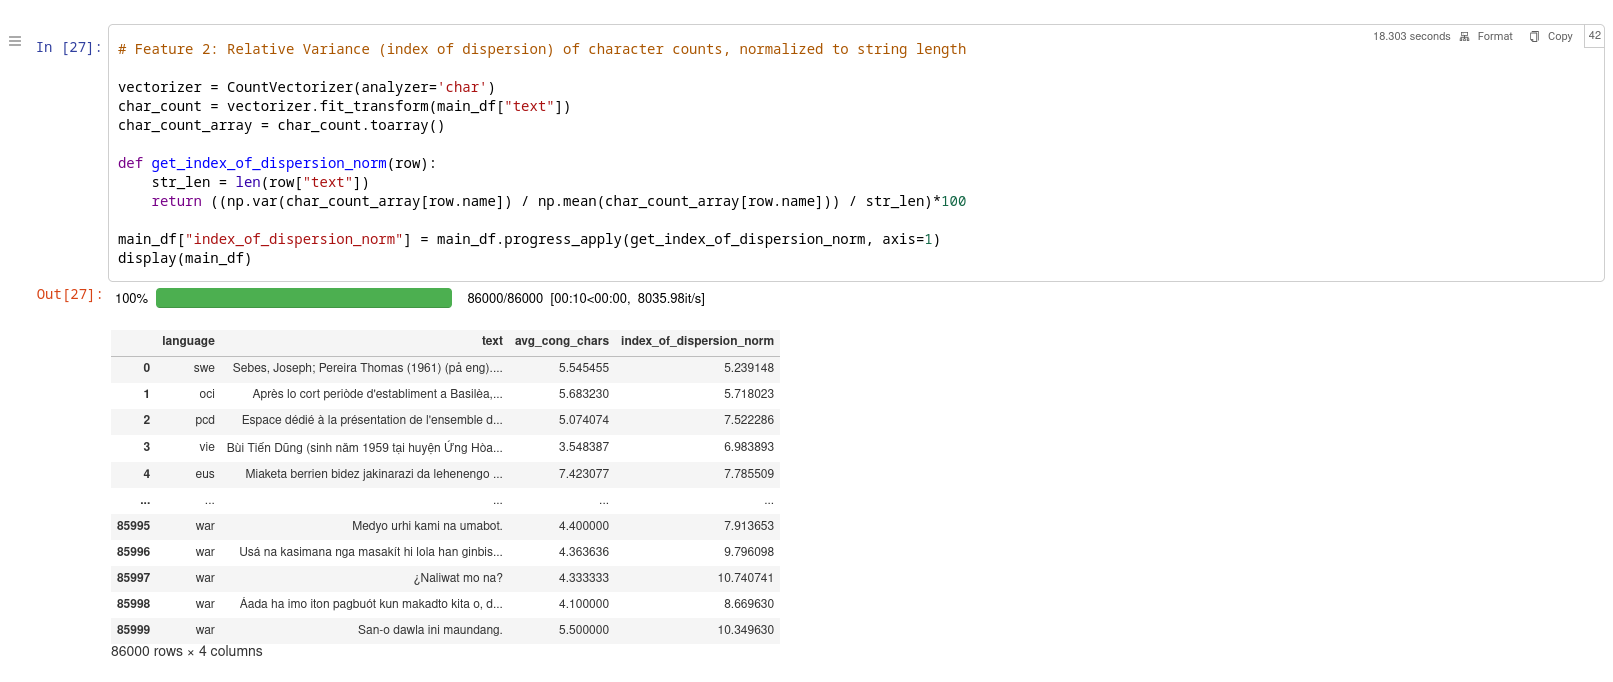 In [27]:
18.303 seconds Format Copy 42
# Feature 2: Relative Variance (index of dispersion) of character counts, normalized to string length
vectorizer = CountVectorizer(analyzer='char')
char_count = vectorizer.fit_transform(main_df["text"])
char_count_array = char_count.toarray()
def get_index_of_dispersion_norm(row):
    str_len = len(row["text"])
    return ((np.var(char_count_array[row.name]) / np.mean(char_count_array[row.name])) / str_len)*100
main_df["index_of_dispersion_norm"] = main_df.progress_apply(get_index_of_dispersion_norm, axis=1)
display(main_df)
Out[27]:
100% 86000/86000 [00:10<00:00, 8035.98it/s]
language text avg_cong_chars index_of_dispersion_norm
0 swe Sebes, Joseph; Pereira Thomas (1961) (på eng).... 5.545455 5.239148
1 oci Après lo cort periòde d'establiment a Basilèa,... 5.683230 5.718023
2 pcd Espace dédié à la présentation de l'ensemble d... 5.074074 7.522286
3 vie Bùi Tiến Dũng (sinh năm 1959 tại huyện Ứng Hòa... 3.548387 6.983893
4 eus Miaketa berrien bidez jakinarazi da lehenengo ... 7.423077 7.785509
... ... ... ... ...
85995 war Medyo urhi kami na umabot. 4.400000 7.913653
85996 war Usá na kasimana nga masakít hi lola han ginbis... 4.363636 9.796098
85997 war ¿Naliwat mo na? 4.333333 10.740741
85998 war Áada ha imo iton pagbuót kun makadto kita o, d... 4.100000 8.669630
85999 war San-o dawla ini maundang. 5.500000 10.349630
86000 rows × 4 columns